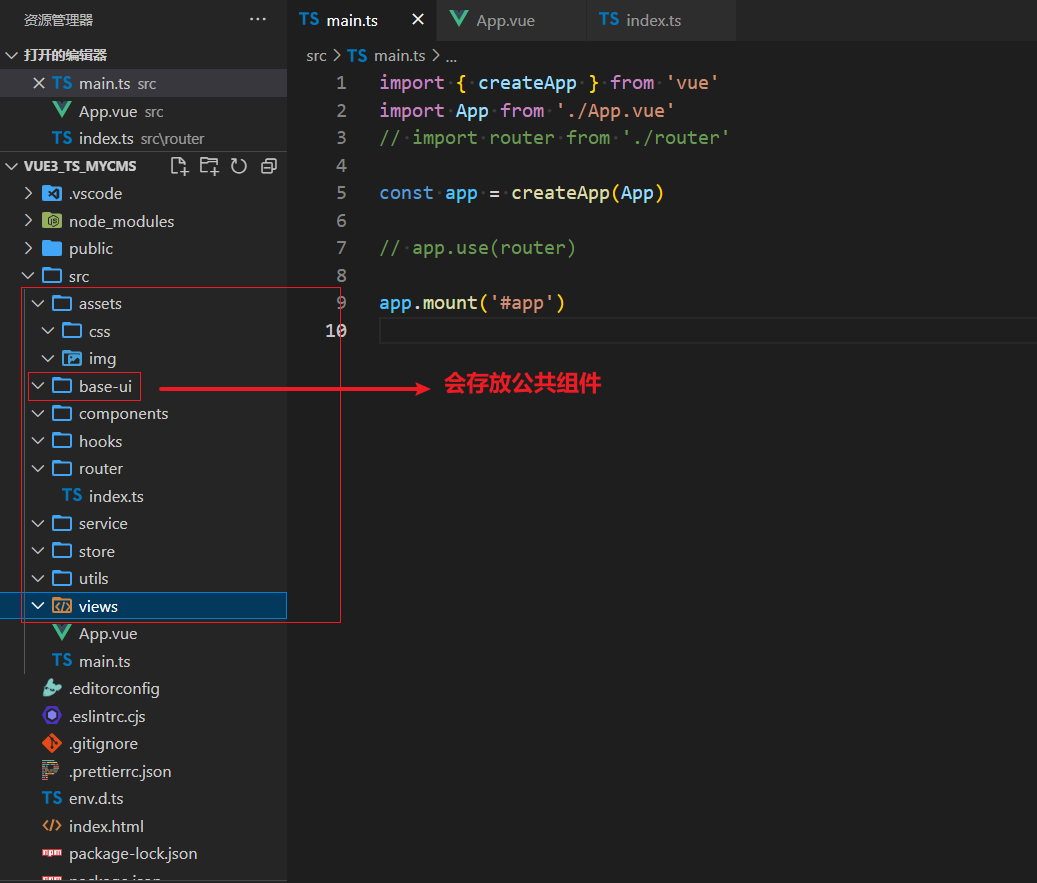 资源管理器
打开的编辑器
main.ts src
App.vue src
index.ts src\router
VUE3_TS_MYCMS
.vscode
node_modules
public
src
assets
css
img
base-ui
components
hooks
router
TS index.ts
service
store
utils
views
App.vue
TS main.ts
.editorconfig
.eslintrc.cjs
.gitignore
.prettierrc.json
TS env.d.ts
index.html
package-lock.json
package.json
TS main.ts
App.vue
TS index.ts
src > TS main.ts > ...
1 import { createApp } from 'vue'
2 import App from './App.vue'
3 // import router from './router'
4
5 const app = createApp(App)
6
7 // app.use(router)
8
9 app.mount('#app')
10
会存放公共组件